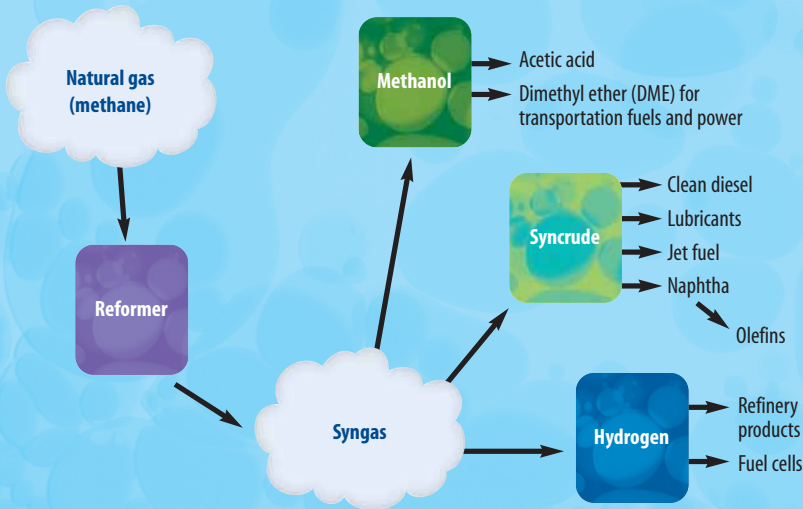 Natural gas
(methane)
Reformer
Syngas
Methanol
Acetic acid
Dimethyl ether (DME) for
transportation fuels and power
Syncrude
Clean diesel
Lubricants
Jet fuel
Naphtha
Olefins
Hydrogen
Refinery
products
Fuel cells